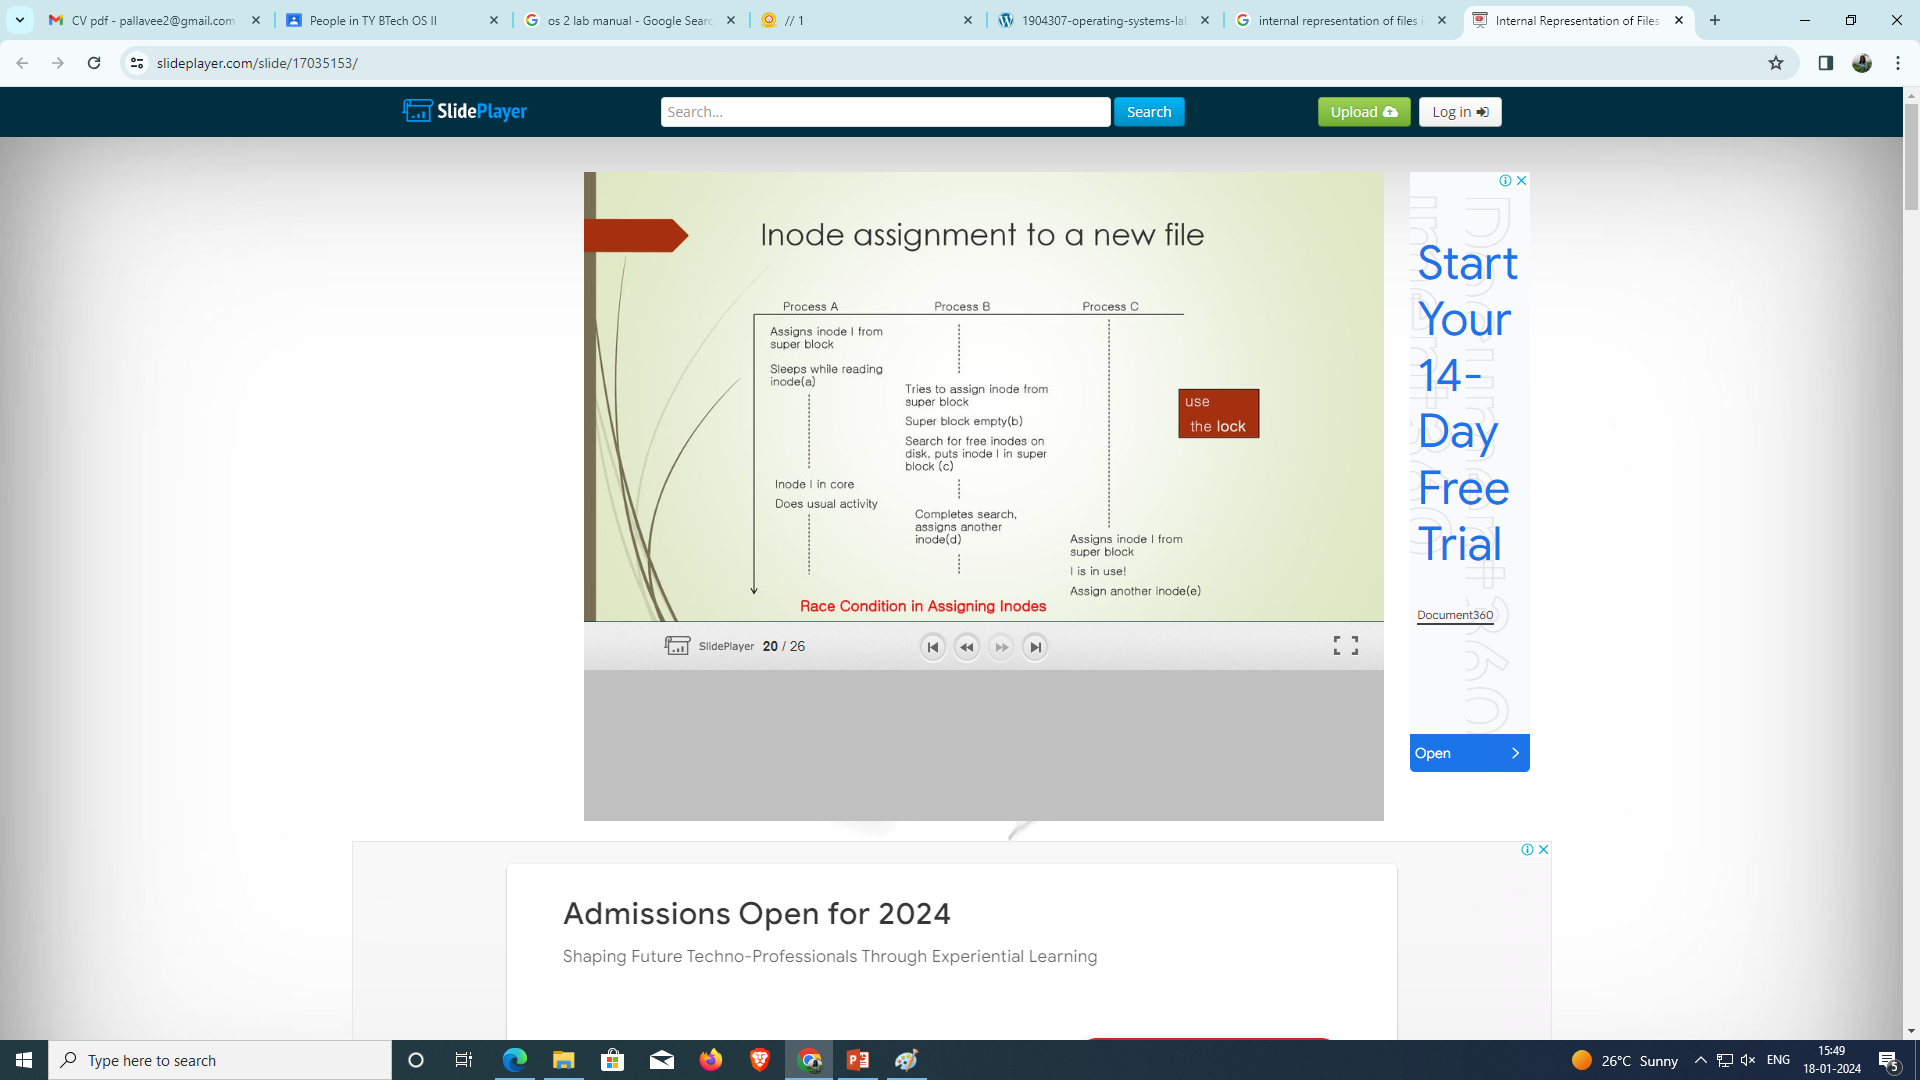 CV pdf - pallavee2@gmail.com
People in TY BTech OS II
os 2 lab manual - Google Searc
// 1
1904307-operating-systems-la
internal representation of files i
Internal Representation of Files
slideplayer.com/slide/17035153/
SlidePlayer
Search...
Search
Upload
Log in
Inode assignment to a new file
Process A
Process B
Process C
Assigns inode I from
super block
Sleeps while reading
inode(a)
Tries to assign inode from
super block
Super block empty(b)
Search for free inodes on
disk, puts inode I in super
block (c)
Inode I in core
Does usual activity
Completes search,
assigns another
inode(d)
Assigns inode I from
super block
I is in use!
Assign another inode(e)
use
the lock
Race Condition in Assigning Inodes
SlidePlayer 20 / 26
Start
Your
14-
Day
Free
Trial
Document360
Open
Admissions Open for 2024
Shaping Future Techno-Professionals Through Experiential Learning
Type here to search
26°C Sunny
ENG
15:49
18-01-2024
5